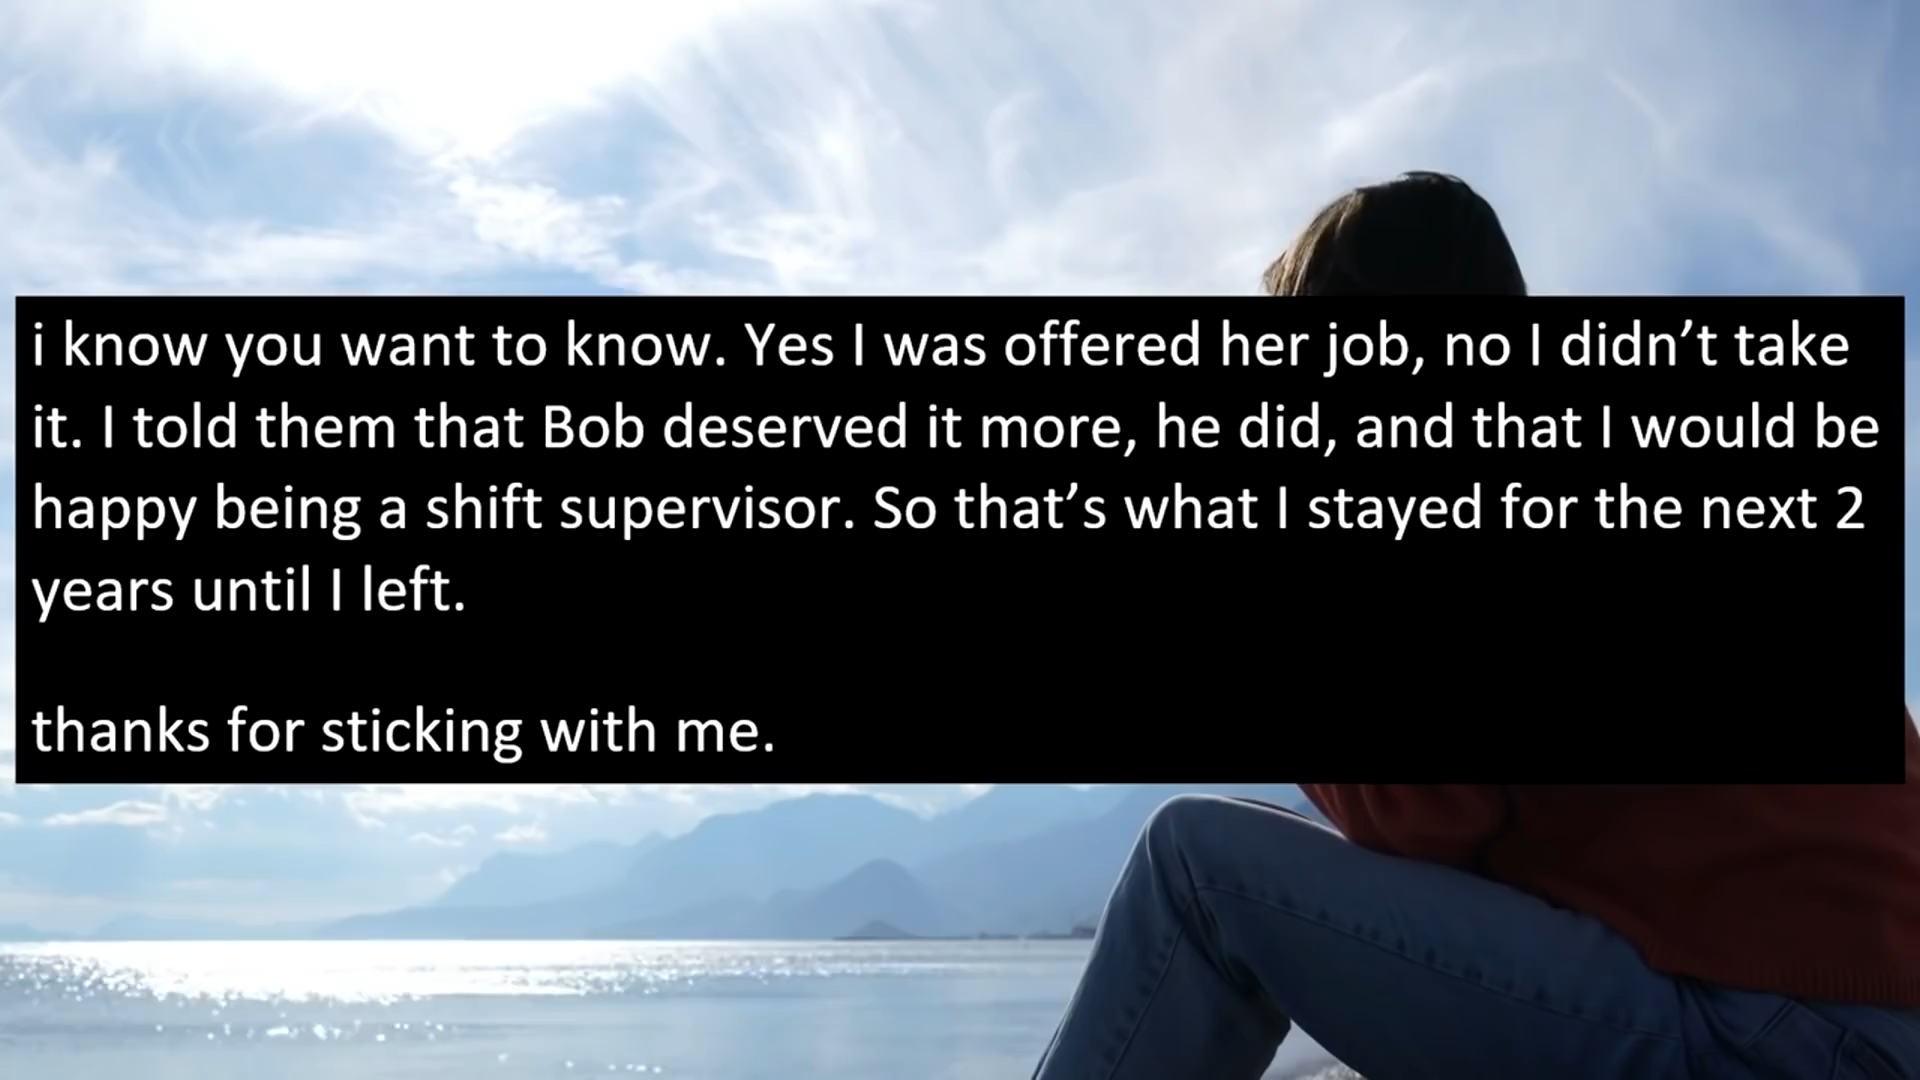 i know you want to know. Yes I was offered her job, no I didn’t take
it. I told them that Bob deserved it more, he did, and that I would be
happy being a shift supervisor. So that’s what I stayed for the next 2
years until I left.
thanks for sticking with me.